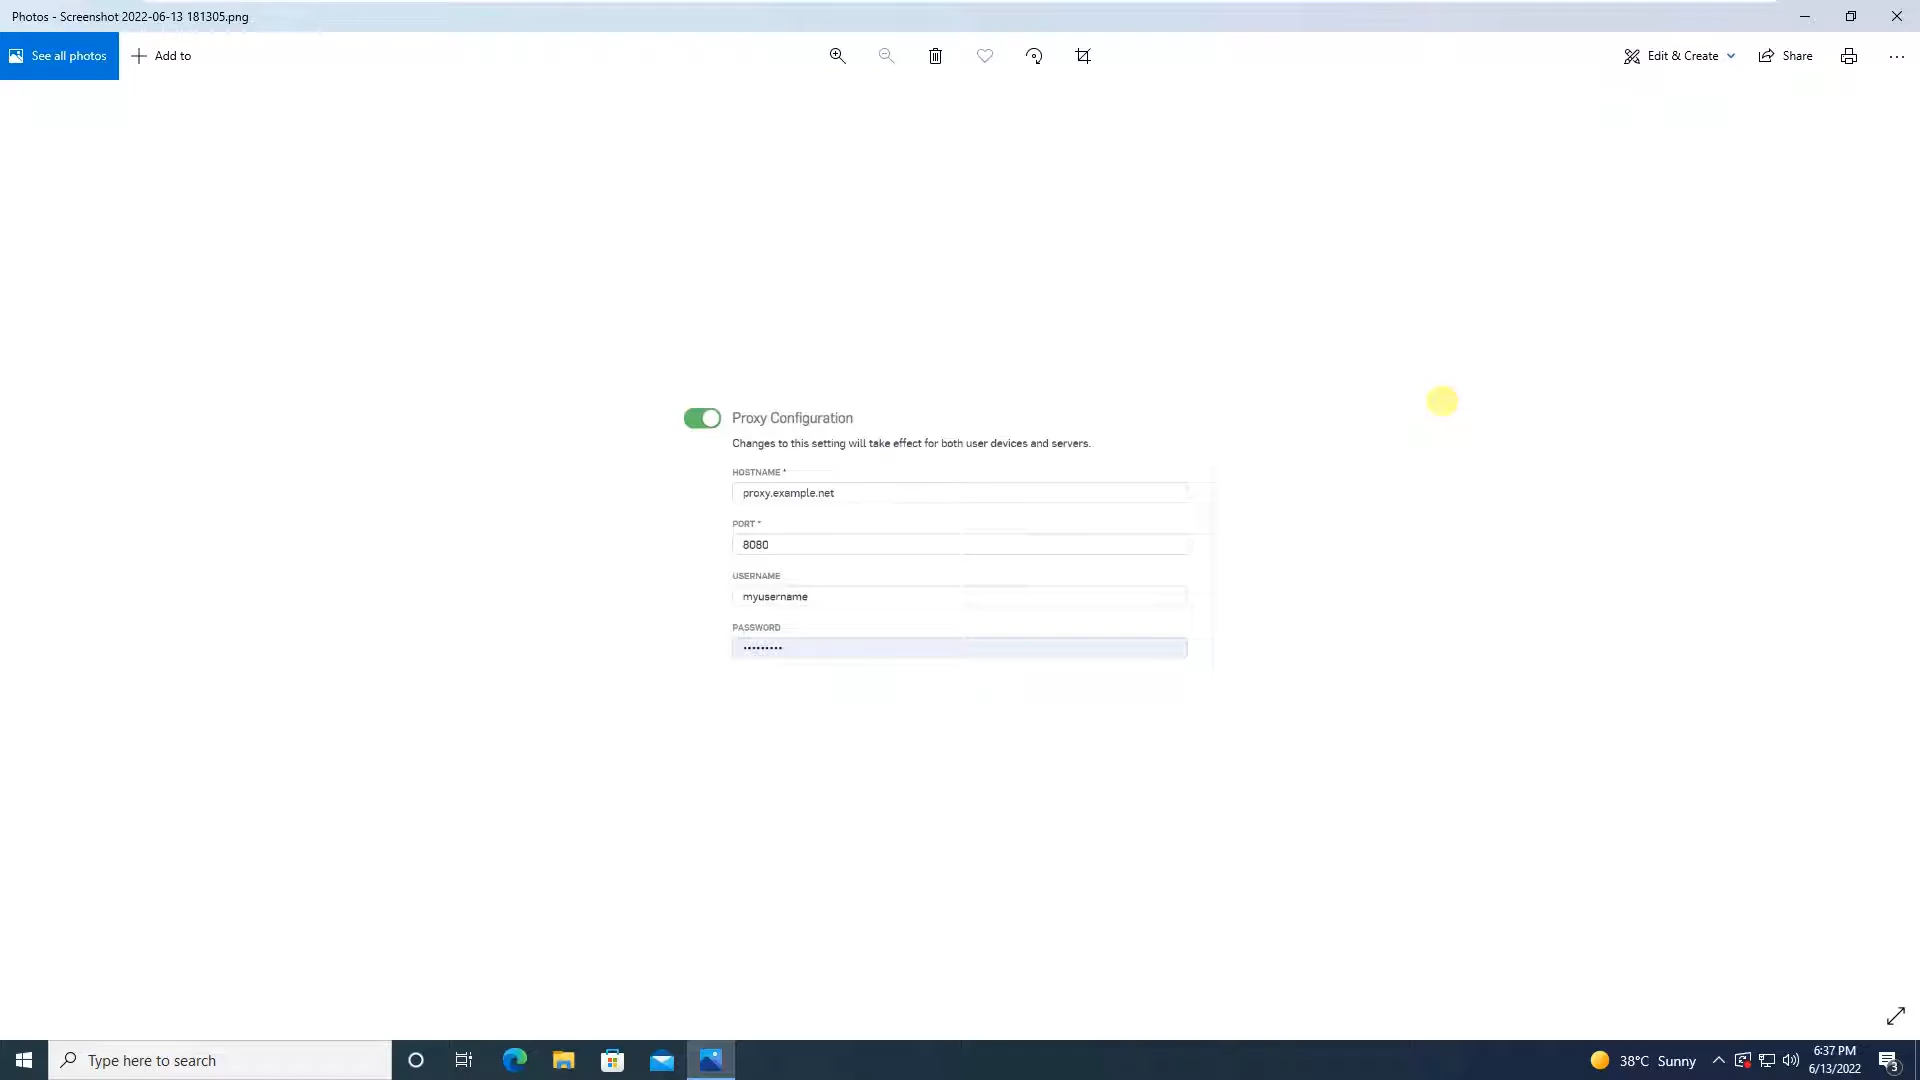 Photos - Screenshot 2022-06-13 181305.png
See all photos
Add to
Edit & Create
Share
Proxy Configuration
Changes to this setting will take effect for both user devices and servers.
HOSTNAME *
proxy.example.net
PORT *
8080
USERNAME
myusername
PASSWORD
•••••••••
Type here to search
38°C Sunny
6:37 PM
6/13/2022
3